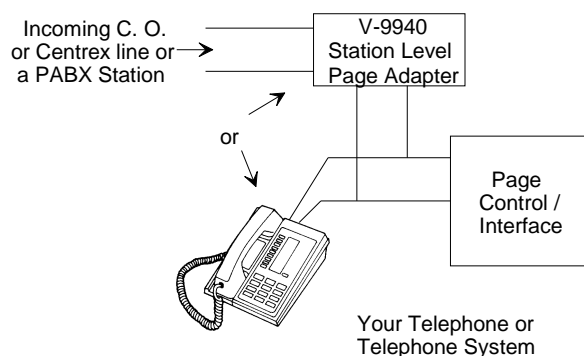 Incoming C. O.
or Centrex line or
a PABX Station
V-9940
Station Level
Page Adapter
or
Page
Control /
Interface
Your Telephone or
Telephone System